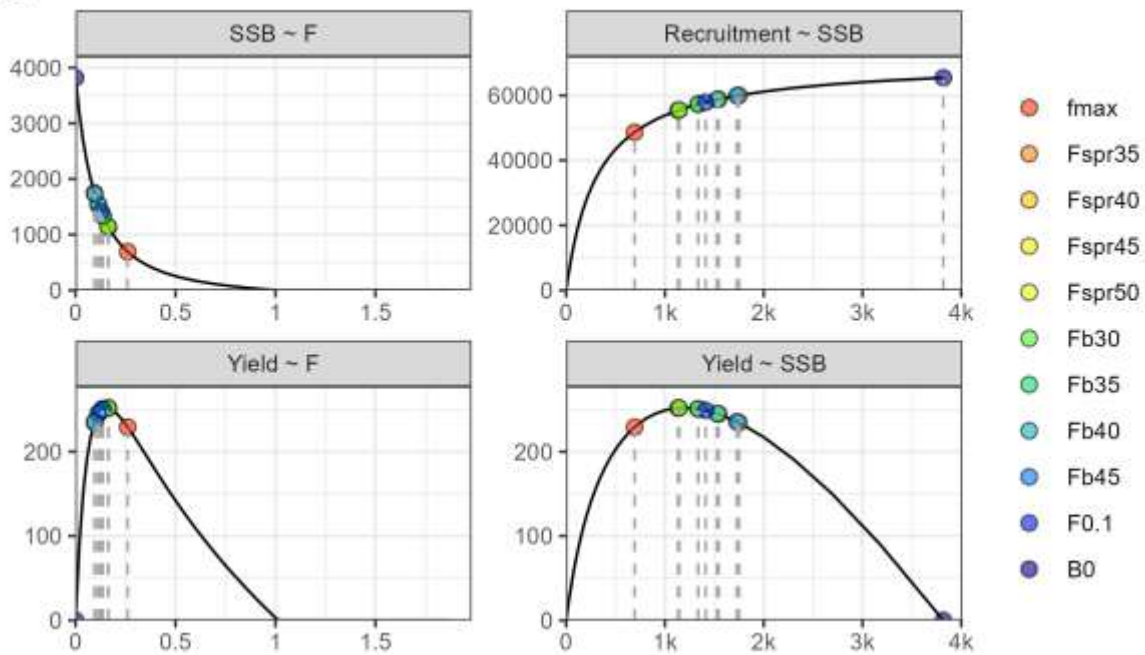 SSB ~ F
Recruitment ~ SSB
4000
3000
2000
1000
0
0 0.5 1 1.5
60000
40000
20000
0
0 1k 2k 3k 4k
Yield ~ F
Yield ~ SSB
200
100
0
0 0.5 1 1.5
200
100
0
0 1k 2k 3k 4k
fmax
Fspr35
Fspr40
Fspr45
Fspr50
Fb30
Fb35
Fb40
Fb45
F0.1
B0